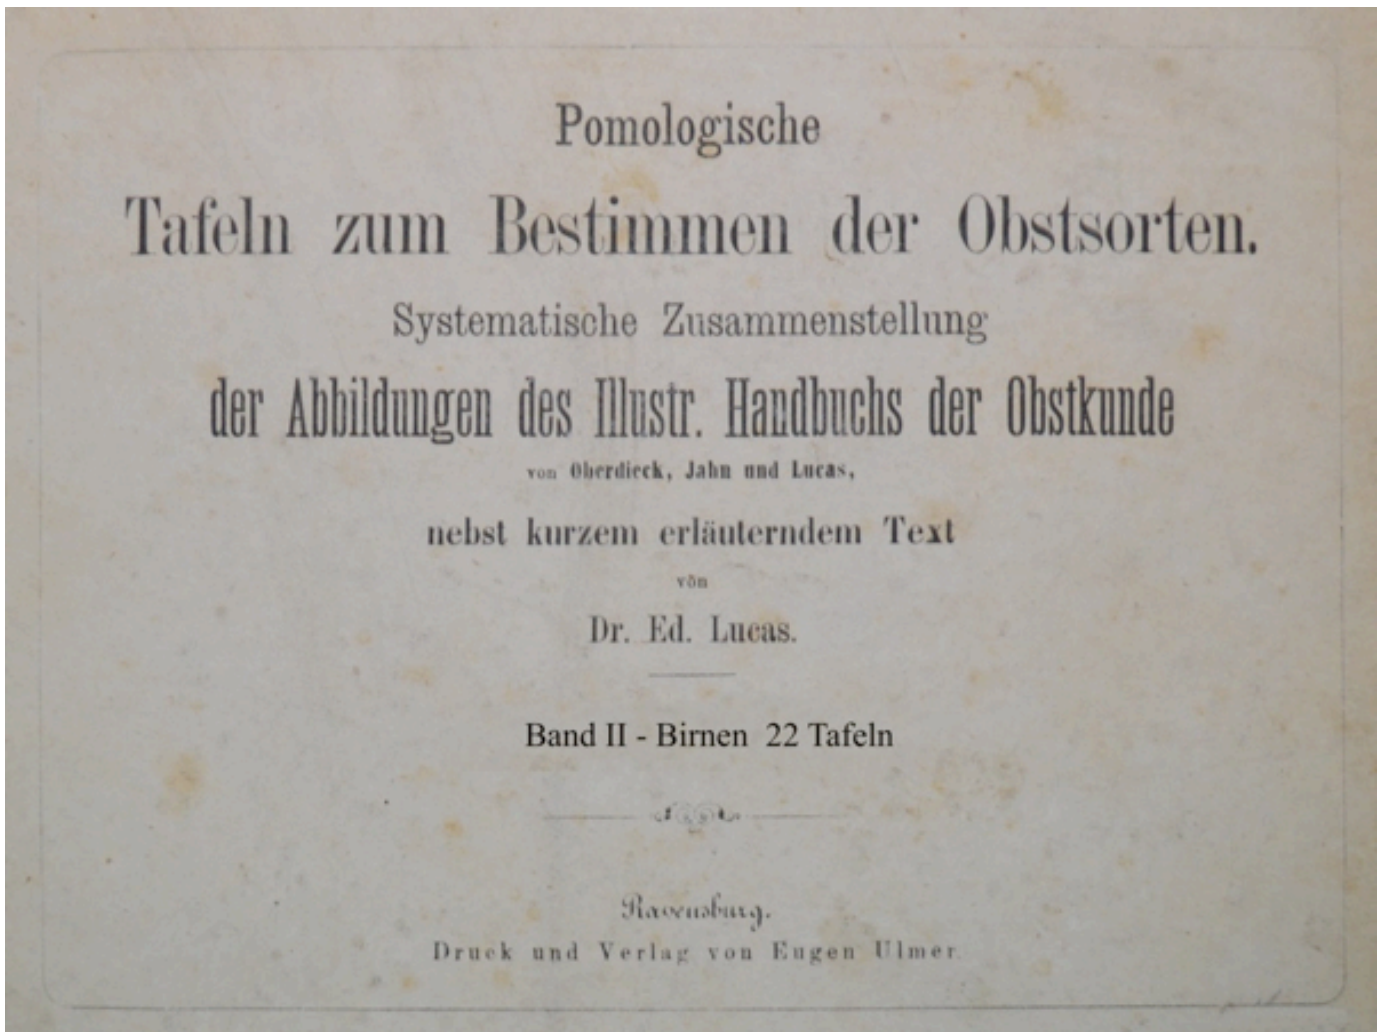 Pomologische
Tafeln zum Bestimmen der Obstsorten.
Systematische Zusammenstellung
der Abbildungen des Illustr. Handbuchs der Obstkunde
von Oberdieck, Jahn und Lucas,
nebst kurzem erläuterndem Text
von
Dr. Ed. Lucas.
Band II - Birnen 22 Tafeln
Ravensburg.
Druck und Verlag von Eugen Ulmer.